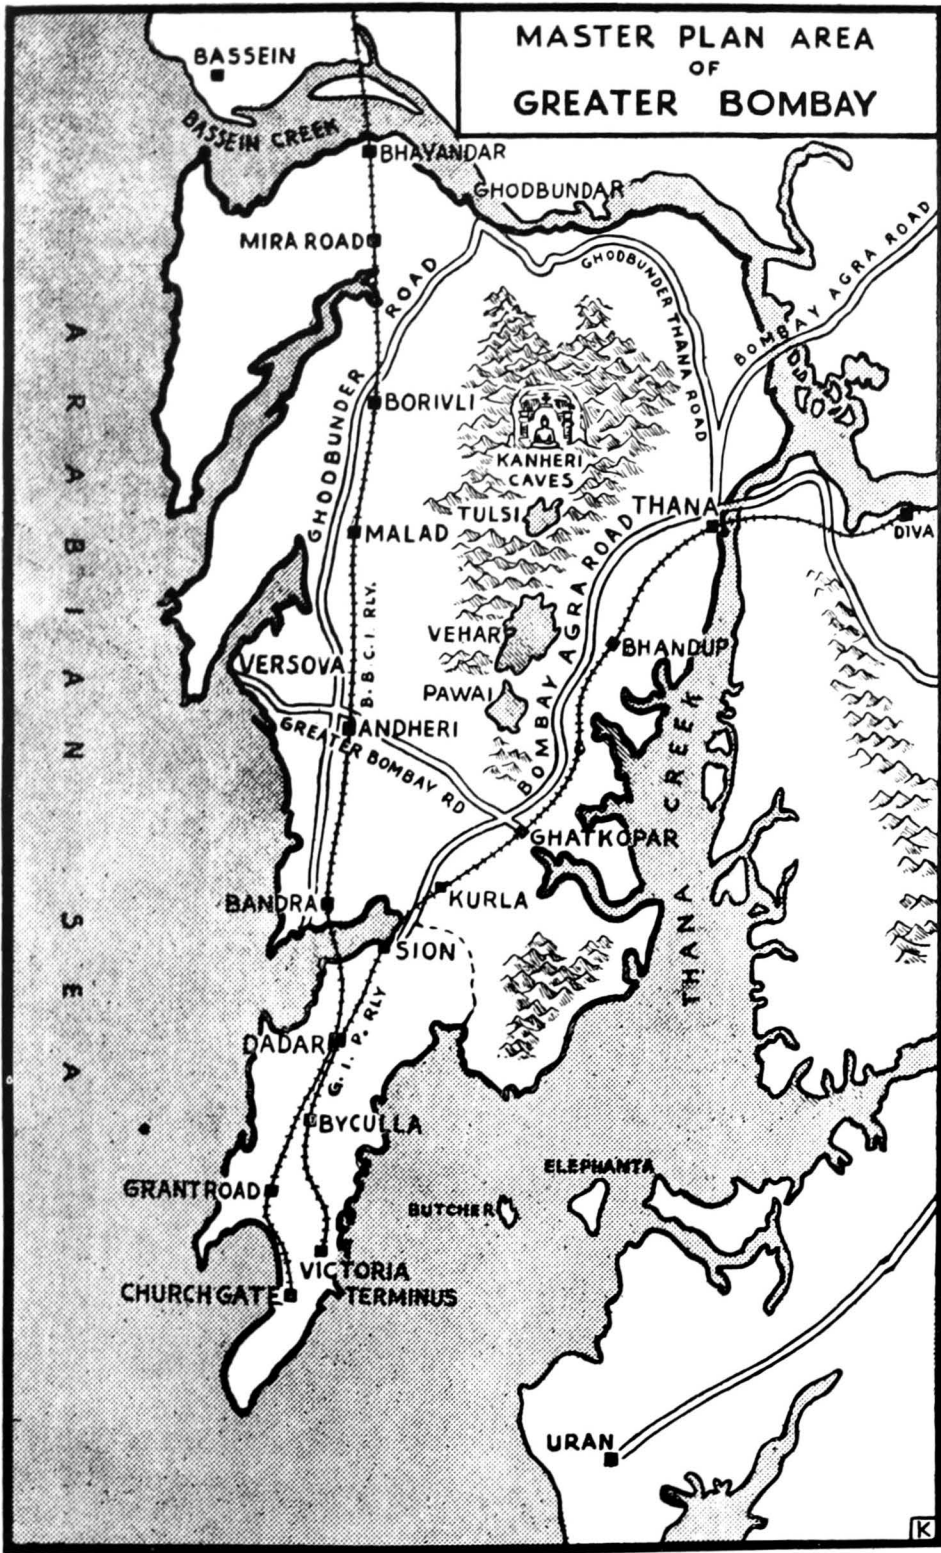 MASTER PLAN AREA
OF
GREATER BOMBAY
BASSEIN
BASSEIN CREEK
BHAYANDAR
GHODBUNDAR
MIRA ROAD
GHODBUNDER ROAD
GHODBUNDER THANA ROAD
BOMBAY AGRA ROAD
BORIVLI
KANHERI
CAVES
TULSI
THANA
DIVA
MALAD
BOMBAY AGRA ROAD
B.B.C.I. RLY.
VEHAR
BHANDUP
VERSOVA
PAWAI
ANDHERI
GREATER BOMBAY RD
GHATKOPAR
THANA CREEK
KURLA
BANDRA
SION
ARABIAN SEA
DADAR
G.I.P. RLY
BYCULLA
ELEPHANTA
GRANT ROAD
BUTCHER
VICTORIA
TERMINUS
CHURCHGATE
URAN
K